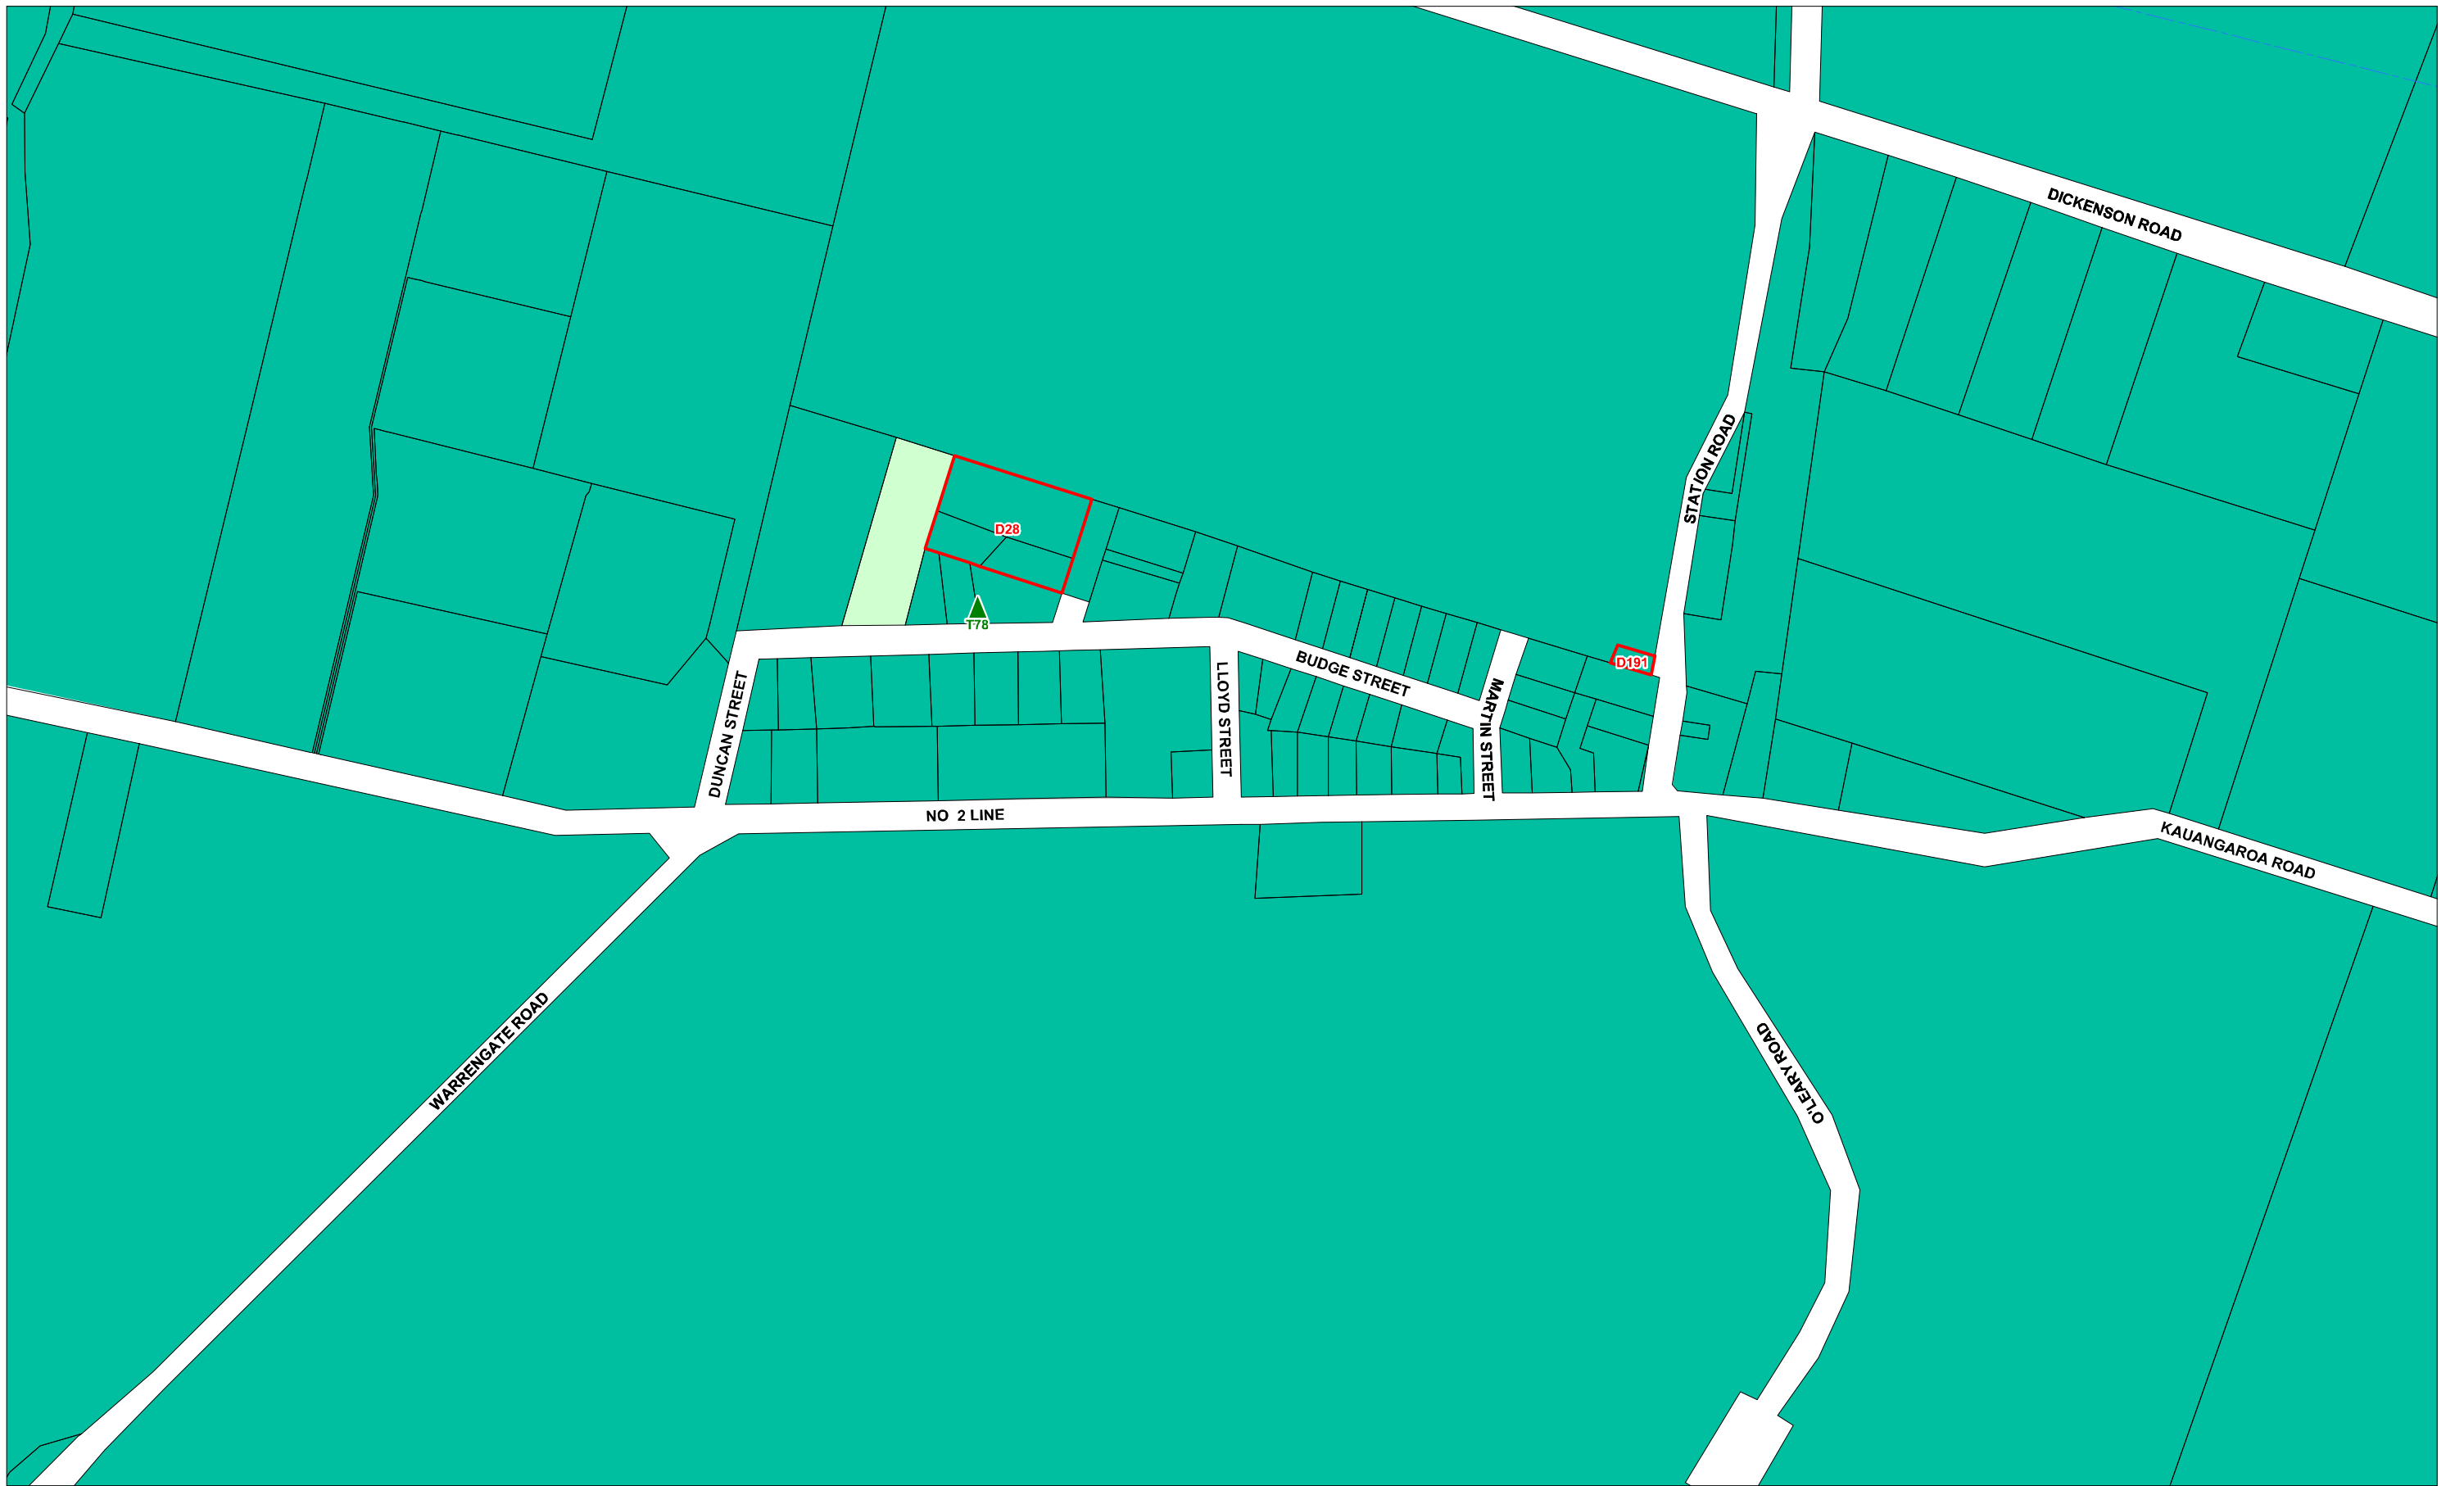 DICKENSON ROAD
STATION ROAD
D28
T78
D191
BUDGE STREET
LLOYD STREET
MARTIN STREET
DUNCAN STREET
NO 2 LINE
KAUANGAROA ROAD
WARRENGATE ROAD
O'LEARY ROAD